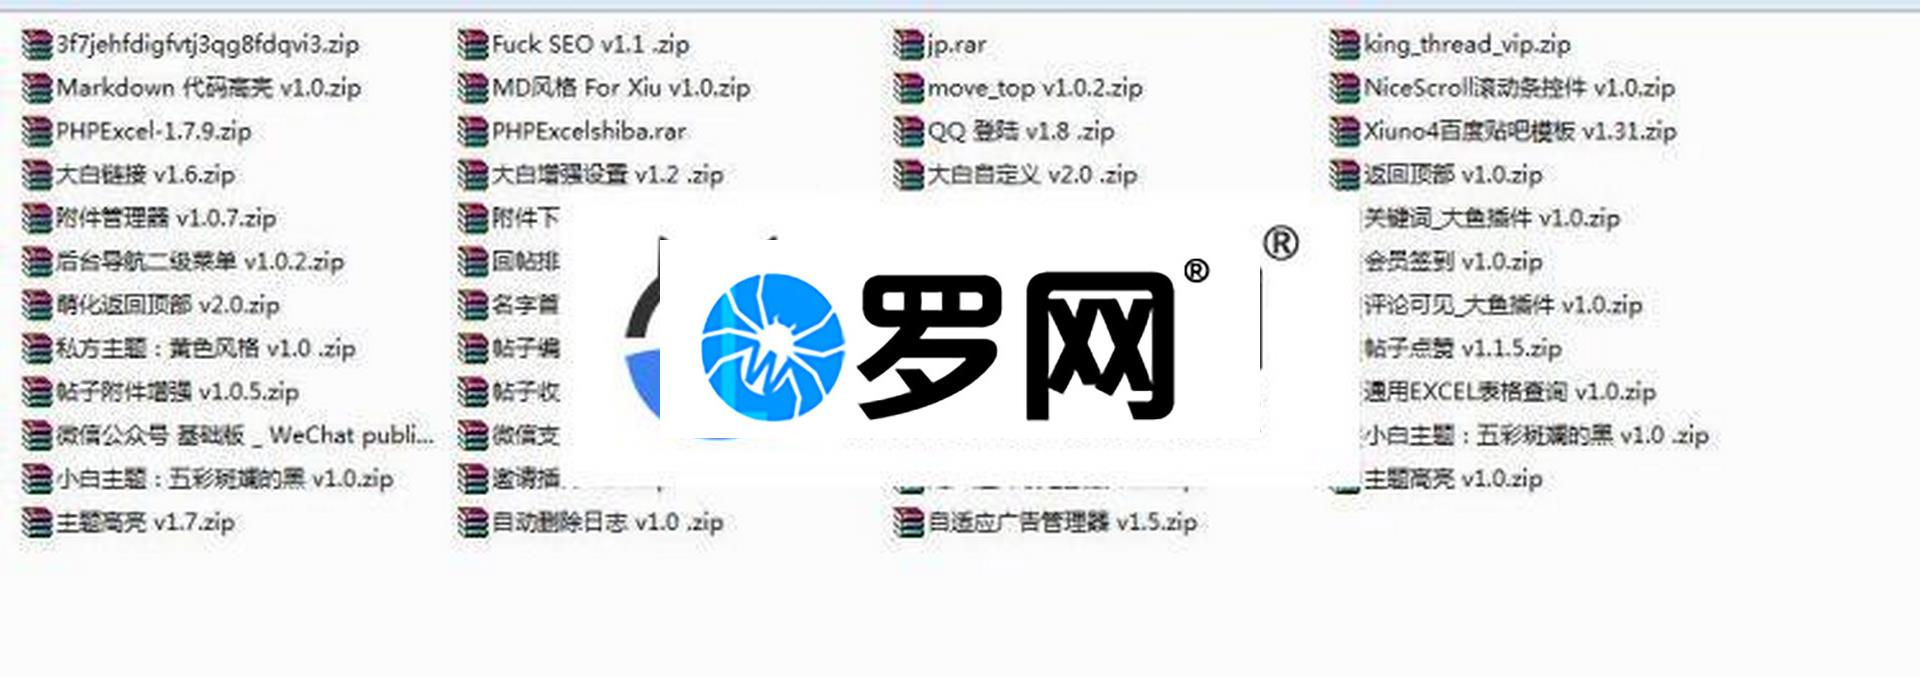 3f7jehfdigfvtj3qg8fdqvi3.zip Fuck SEO v1.1 .zip jp.rar king_thread_vip.zip
Markdown 代码高亮 v1.0.zip MD风格 For Xiu v1.0.zip move_top v1.0.2.zip NiceScroll滚动条控件 v1.0.zip
PHPExcel-1.7.9.zip PHPExcelshiba.rar QQ 登陆 v1.8 .zip Xiuno4百度贴吧模板 v1.31.zip
大白链接 v1.6.zip 大白增强设置 v1.2 .zip 大白自定义 v2.0 .zip 返回顶部 v1.0.zip
附件管理器 v1.0.7.zip 附件下 关键词_大鱼插件 v1.0.zip
后台导航二级菜单 v1.0.2.zip 回帖排 会员签到 v1.0.zip
萌化返回顶部 v2.0.zip 名字首 评论可见_大鱼插件 v1.0.zip
私方主题：黄色风格 v1.0 .zip 帖子编 帖子点赞 v1.1.5.zip
帖子附件增强 v1.0.5.zip 帖子收 通用EXCEL表格查询 v1.0.zip
微信公众号 基础版 _ WeChat publi... 微信支 小白主题：五彩斑斓的黑 v1.0 .zip
小白主题：五彩斑斓的黑 v1.0.zip 邀请插 主题高亮 v1.0.zip
主题高亮 v1.7.zip 自动删除日志 v1.0 .zip 自适应广告管理器 v1.5.zip
罗网®
®